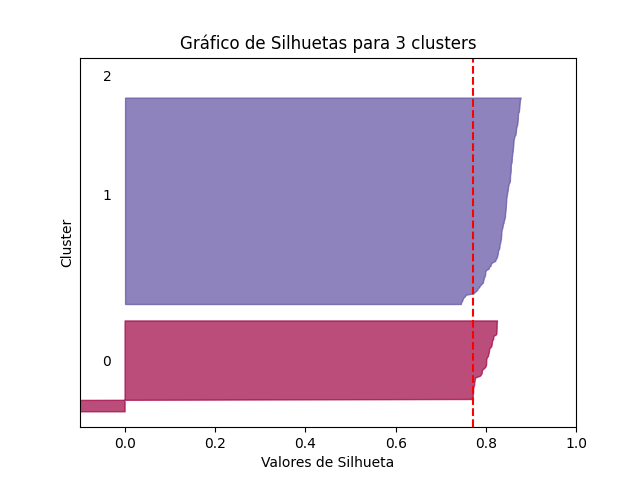 Gráfico de Silhuetas para 3 clusters
2
1
0
Cluster
0.0 0.2 0.4 0.6 0.8 1.0
Valores de Silhueta